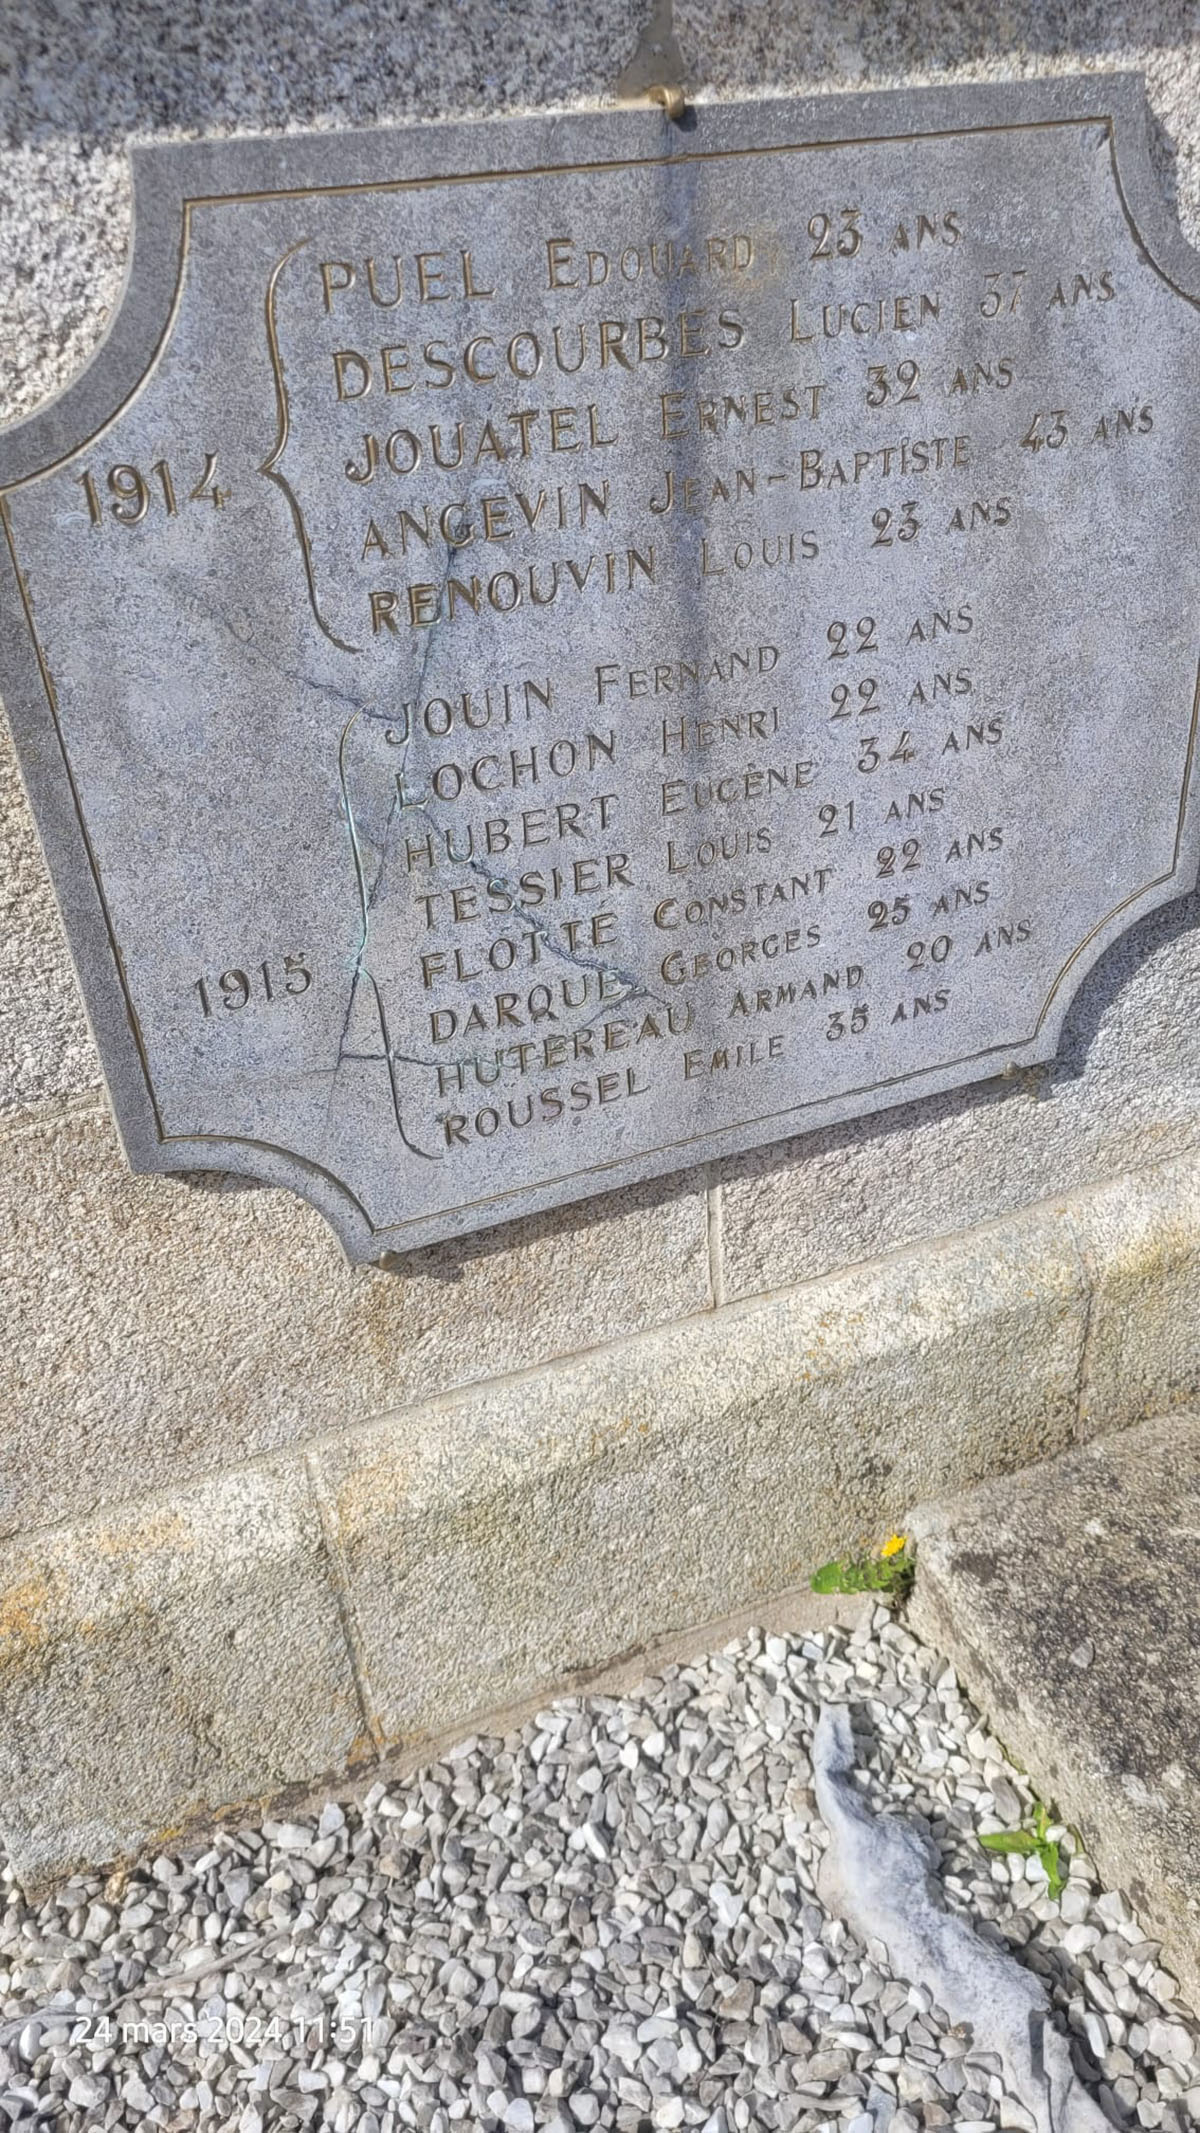 1914
PUEL EDOUARD 23 ANS
DESCOURBES LUCIEN 37 ANS
JOUATEL ERNEST 32 ANS
ANGEVIN JEAN-BAPTISTE 43 ANS
RENOUVIN LOUIS 23 ANS
1915
JOUIN FERNAND 22 ANS
LOCHON HENRI 22 ANS
HUBERT EUGÈNE 34 ANS
TESSIER LOUIS 21 ANS
FLOTTÉ CONSTANT 22 ANS
DARQUE GEORGES 25 ANS
HUTEREAU ARMAND 20 ANS
ROUSSEL EMILE 35 ANS
24 mars 2024, 11:51